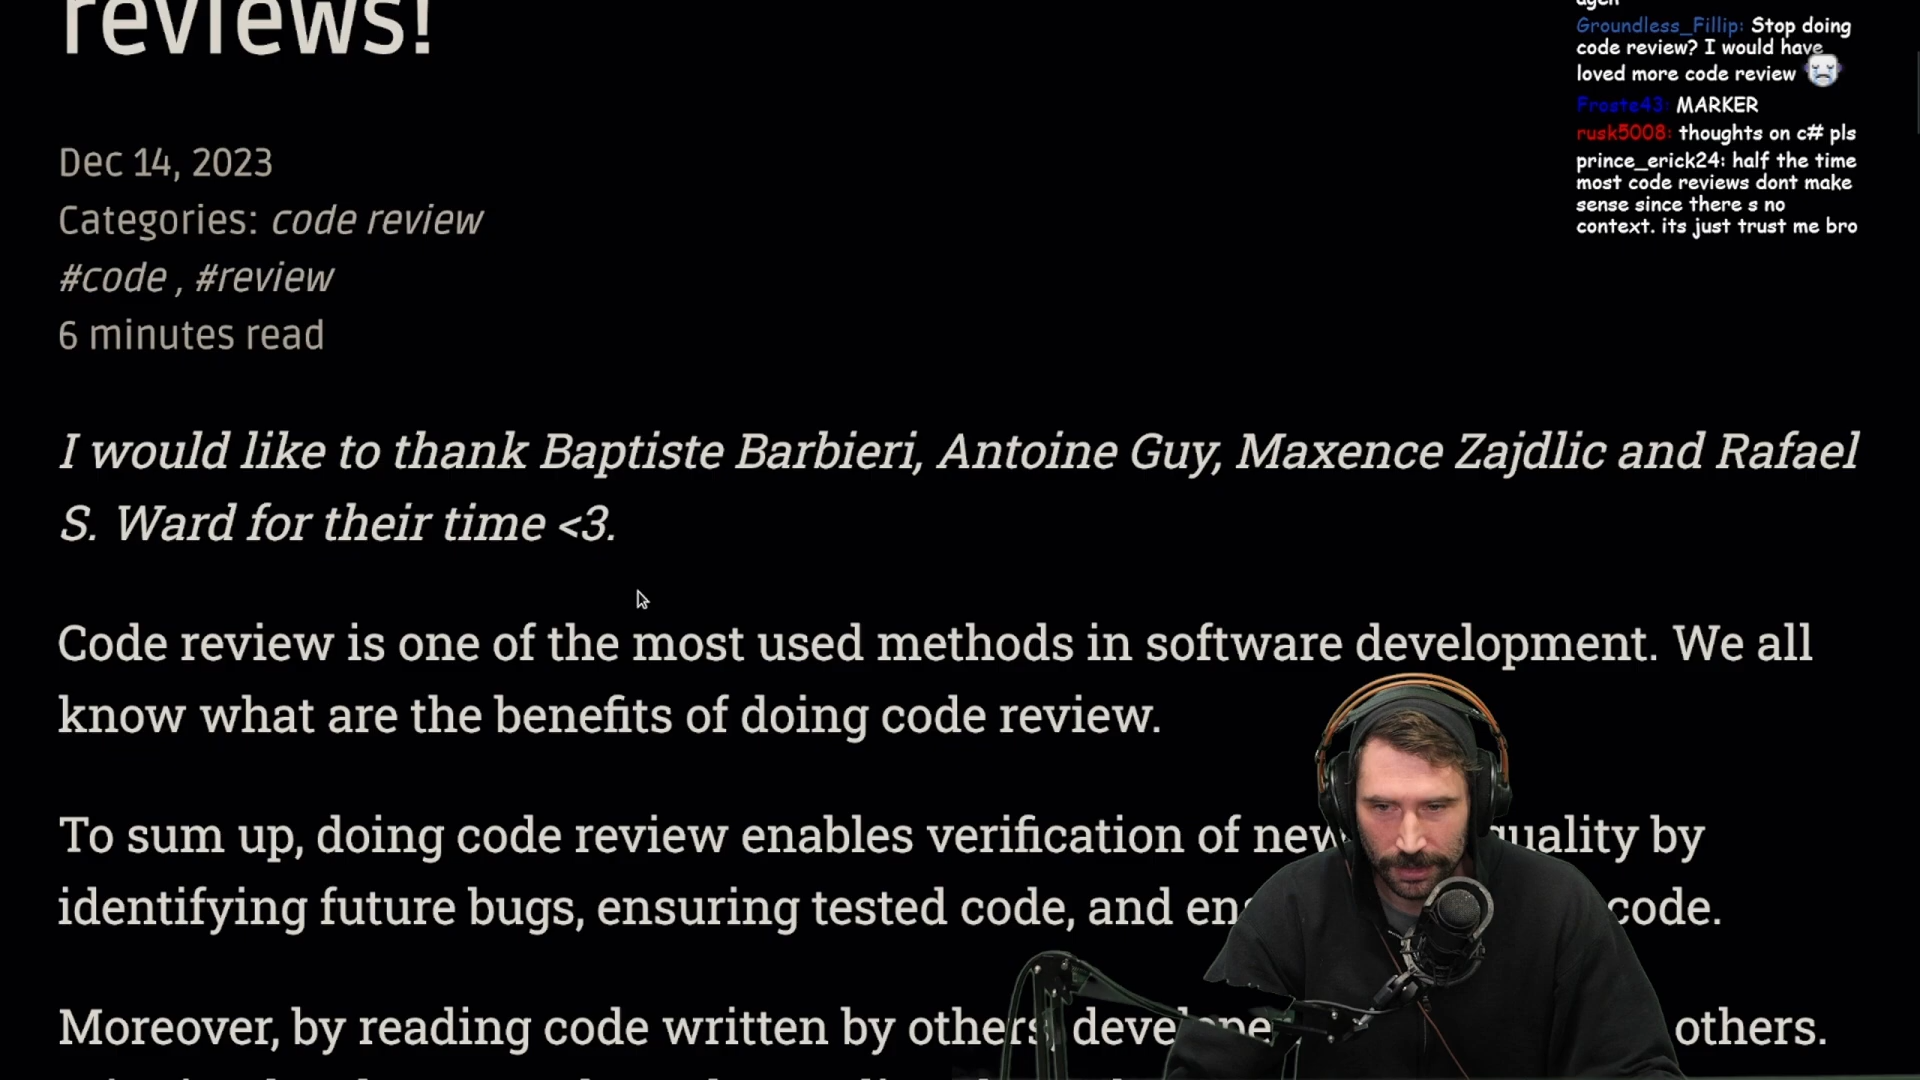 reviews!
Dec 14, 2023
Categories: code review
#code , #review
6 minutes read
I would like to thank Baptiste Barbieri, Antoine Guy, Maxence Zajdlic and Rafael
S. Ward for their time <3.
Code review is one of the most used methods in software development. We all
know what are the benefits of doing code review.
To sum up, doing code review enables verification of new quality by
identifying future bugs, ensuring tested code, and code.
Moreover, by reading code written by others, others.
Groundless_Fillip: Stop doing
code review? I would have
loved more code review
Froste43: MARKER
rusk5008: thoughts on c# pls
prince_erick24: half the time
most code reviews dont make
sense since there s no
context. its just trust me bro